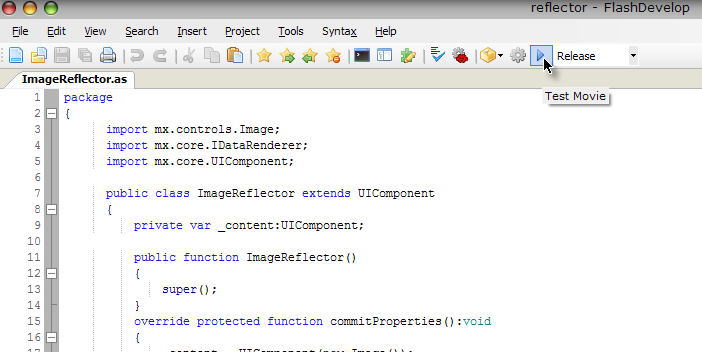 reflector - FlashDevelop
File Edit View Search Insert Project Tools Syntax Help
Release
ImageReflector.as
Test Movie
1 package
2 {
3 import mx.controls.Image;
4 import mx.core.IDataRenderer;
5 import mx.core.UIComponent;
6
7 public class ImageReflector extends UIComponent
8 {
9 private var _content:UIComponent;
10
11 public function ImageReflector()
12 {
13 super();
14 }
15 override protected function commitProperties():void
16 {